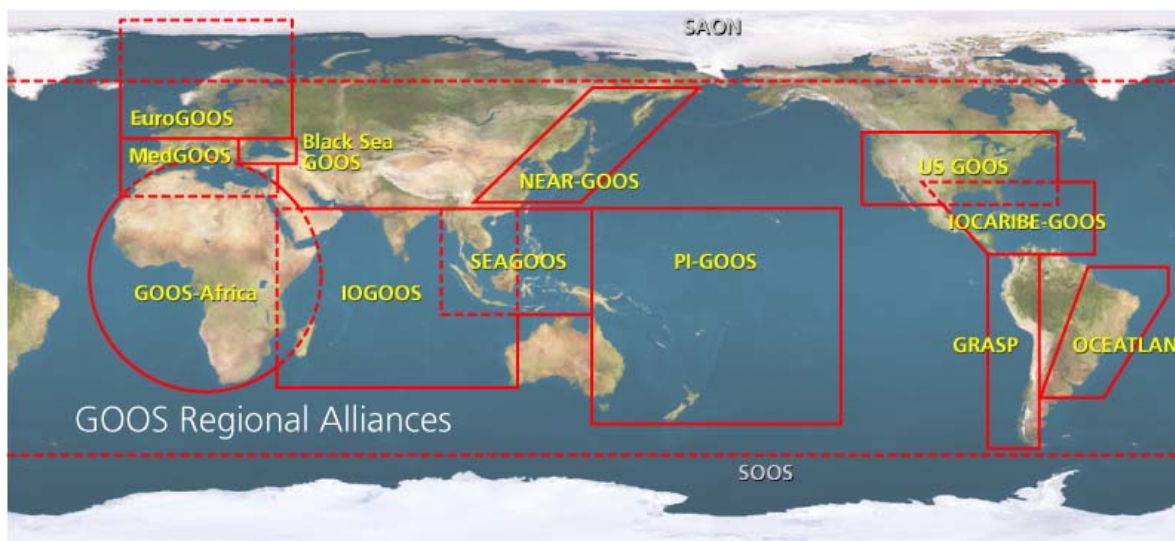 SAON
EuroGOOS
MedGOOS
Black Sea
GOOS
NEAR-GOOS
US GOOS
IOCARIBE-GOOS
SEAGOOS
PI-GOOS
GOOS-Africa
IOGOOS
GRASP
OCEATLAN
GOOS Regional Alliances
SOOS